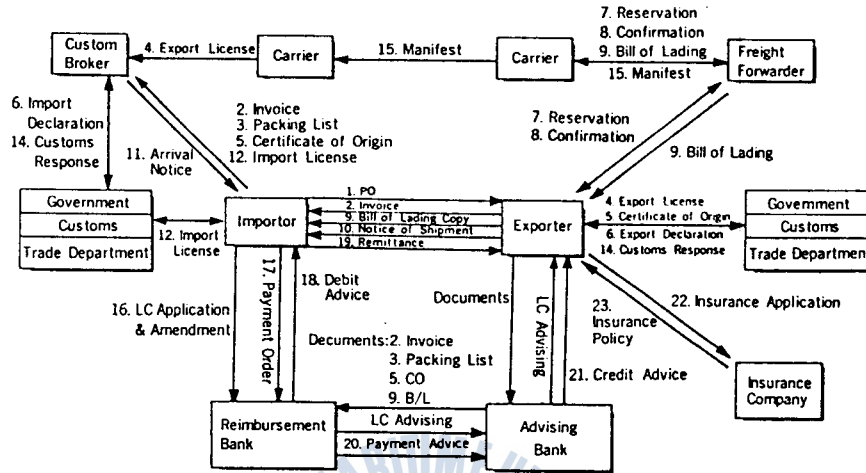 7. Reservation
8. Confirmation
9. Bill of Lading
15. Manifest
Custom
Broker
4. Export License
Carrier
15. Manifest
Carrier
Freight
Forwarder
6. Import
Declaration
14. Customs
Response
11. Arrival
Notice
2. Invoice
3. Packing List
5. Certificate of Origin
12. Import License
7. Reservation
8. Confirmation
9. Bill of Lading
Government
Customs
Trade Department
12. Import
License
Importor
1. PO
2. Invoice
9. Bill of Lading Copy
10. Notice of Shipment
19. Remittance
Exporter
4. Export License
5. Certificate of Origin
6. Export Declaration
14. Customs Response
Government
Customs
Trade Department
16. LC Application
& Amendment
17. Payment Order
18. Debit
Advice
Documents
LC Advising
23.
Insurance
Policy
22. Insurance Application
21. Credit Advice
Insurance
Company
Decuments: 2. Invoice
3. Packing List
5. CO
9. B/L
LC Advising
20. Payment Advice
Reimbursement
Bank
Advising
Bank